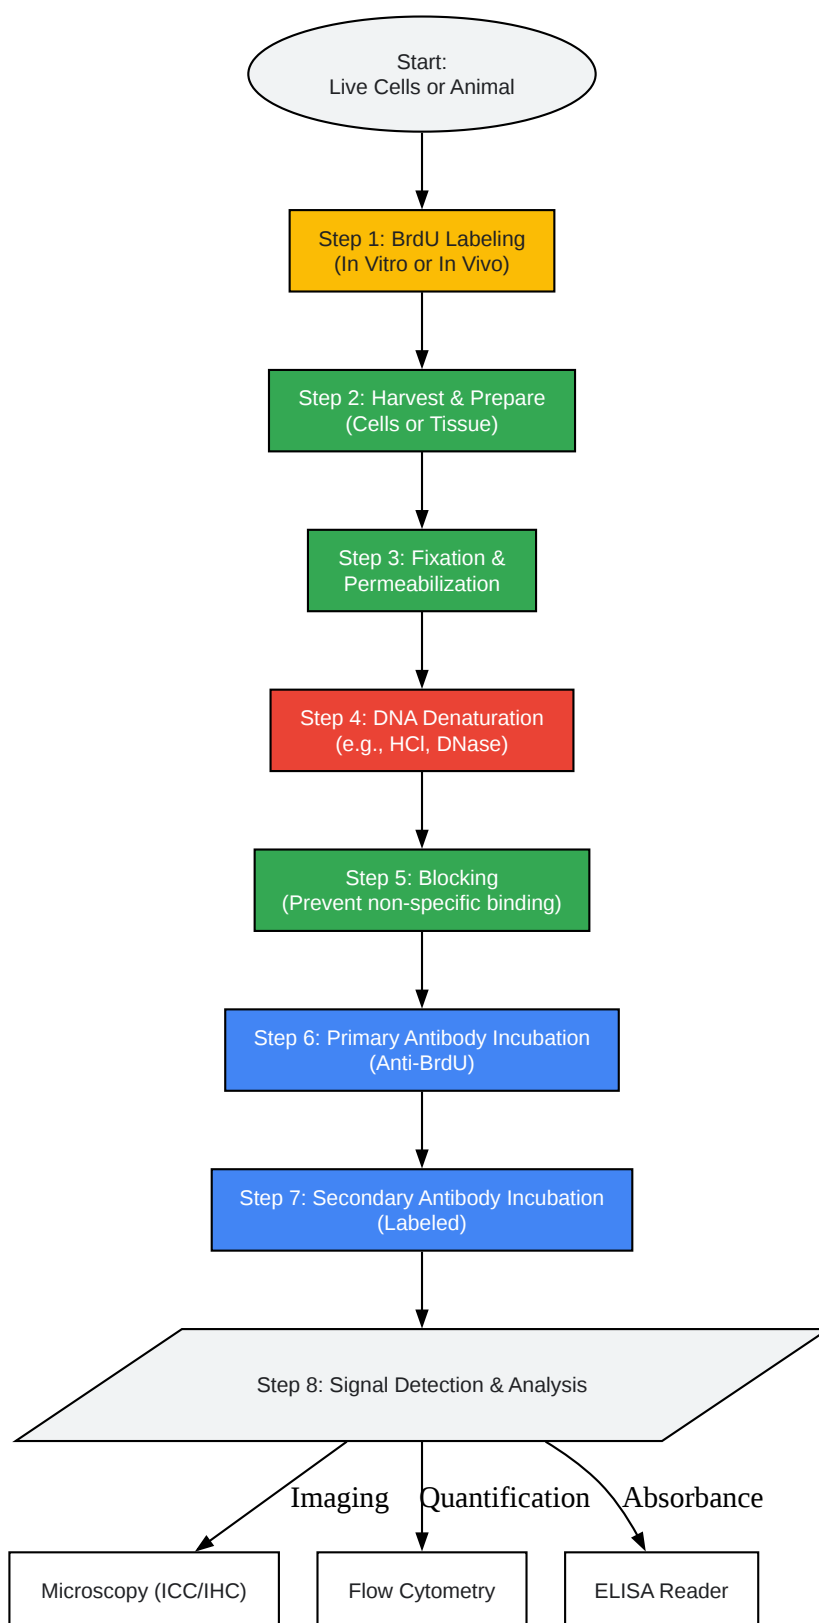 Start:
Live Cells or Animal
Step 1: BrdU Labeling
(In Vitro or In Vivo)
Step 2: Harvest & Prepare
(Cells or Tissue)
Step 3: Fixation &
Permeabilization
Step 4: DNA Denaturation
(e.g., HCl, DNase)
Step 5: Blocking
(Prevent non-specific binding)
Step 6: Primary Antibody Incubation
(Anti-BrdU)
Step 7: Secondary Antibody Incubation
(Labeled)
Step 8: Signal Detection & Analysis
Imaging
Quantification
Absorbance
Microscopy (ICC/IHC)
Flow Cytometry
ELISA Reader